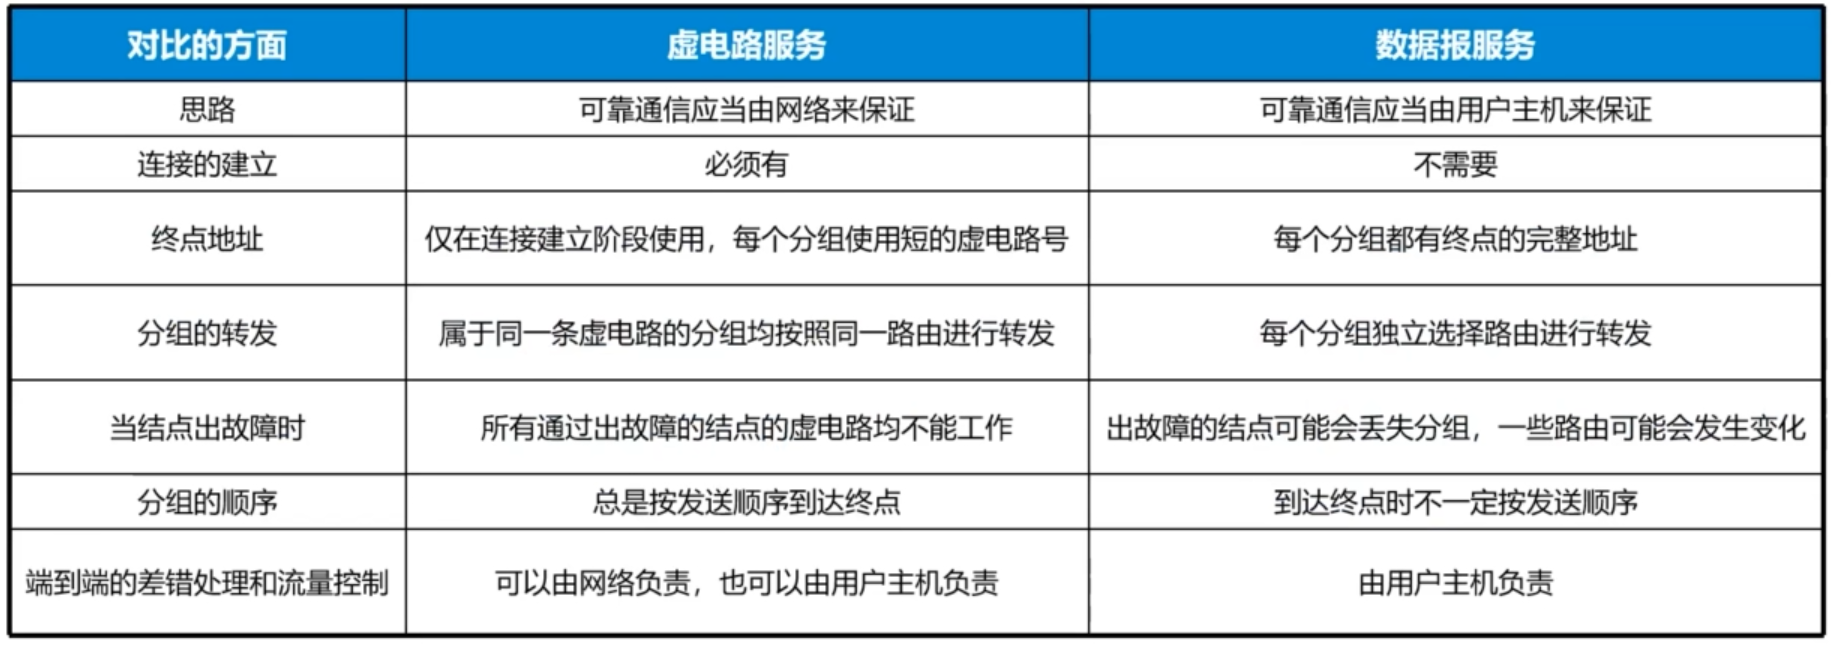 对比的方面 虚电路服务 数据报服务
思路 可靠通信应当由网络来保证 可靠通信应当由用户主机来保证
连接的建立 必须有 不需要
终点地址 仅在连接建立阶段使用，每个分组使用短的虚电路号 每个分组都有终点的完整地址
分组的转发 属于同一条虚电路的分组均按照同一路由进行转发 每个分组独立选择路由进行转发
当结点出故障时 所有通过出故障的结点的虚电路均不能工作 出故障的结点可能会丢失分组，一些路由可能会发生变化
分组的顺序 总是按发送顺序到达终点 到达终点时不一定按发送顺序
端到端的差错处理和流量控制 可以由网络负责，也可以由用户主机负责 由用户主机负责